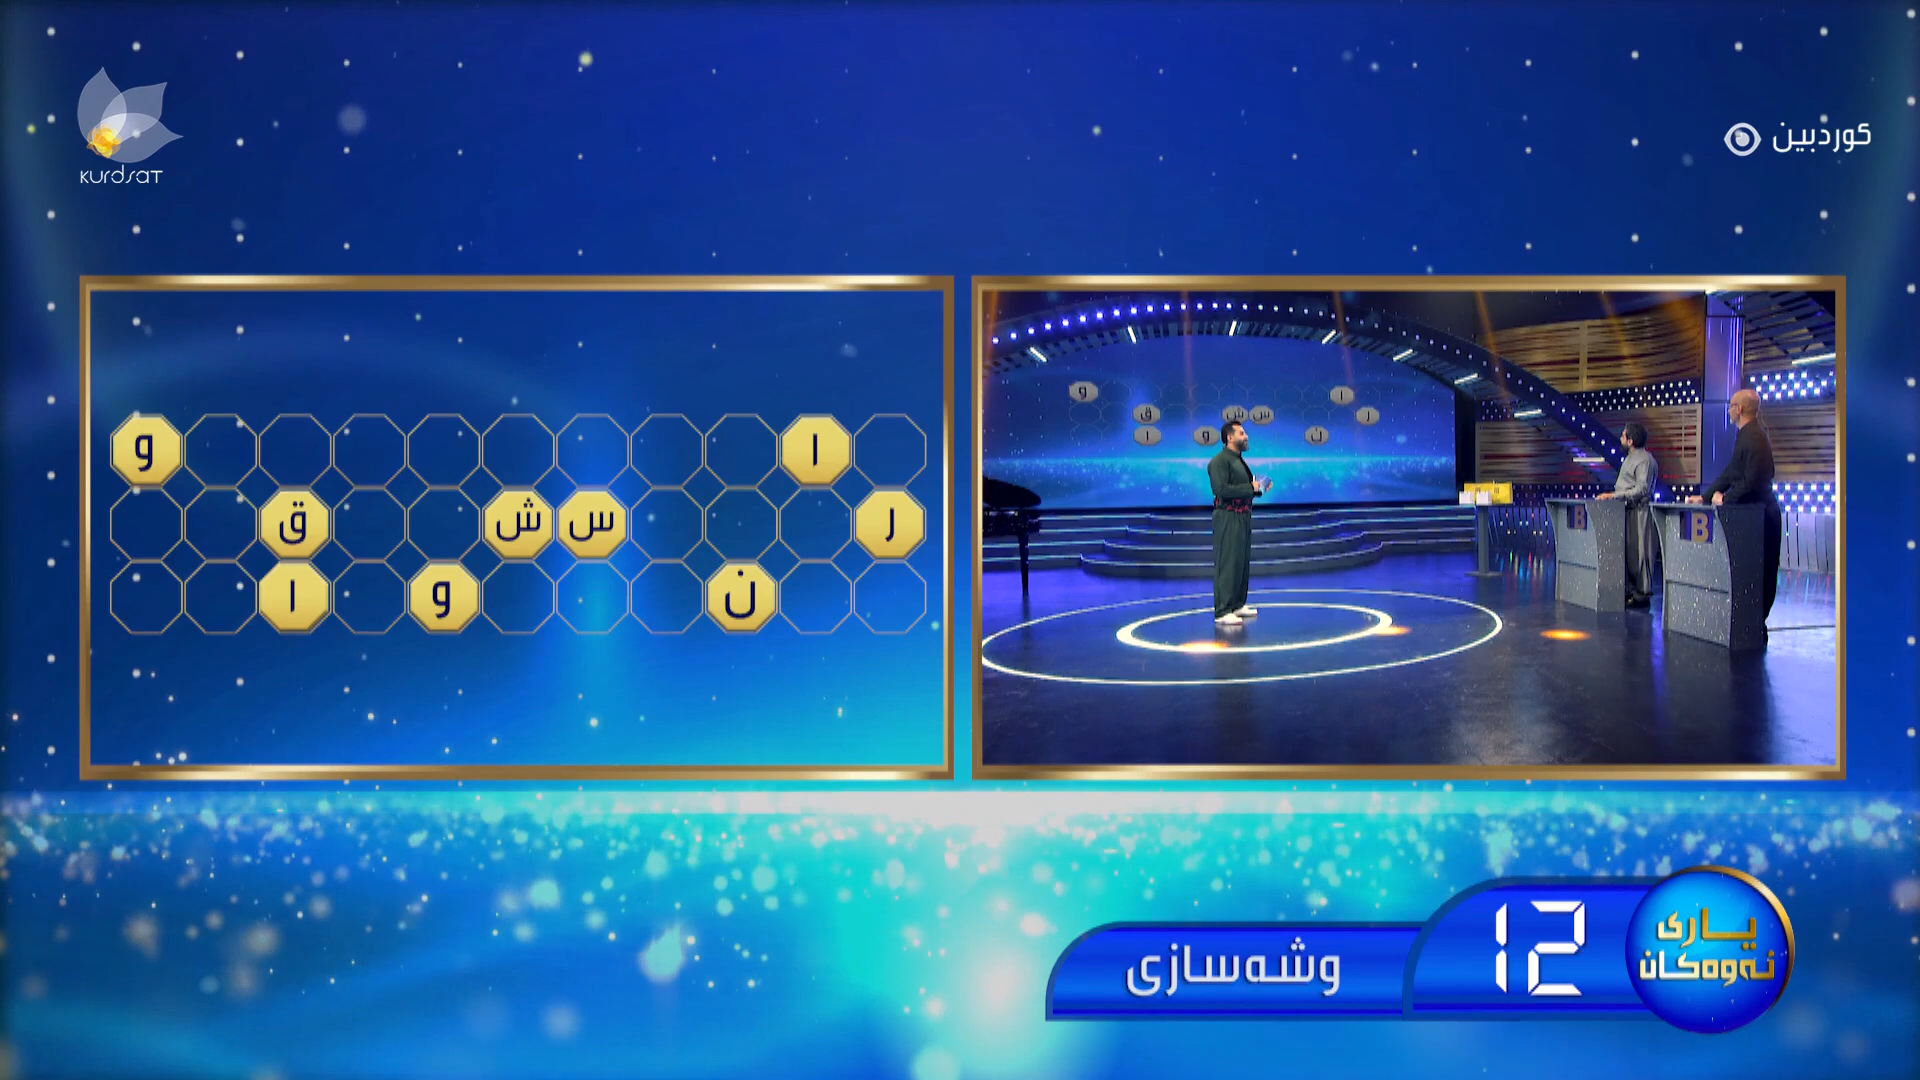 KURDSAT
کوردبین
و ا
ق ش س ر
ا و ن
B
B
وشەسازی
12
یاری
نەوەکان